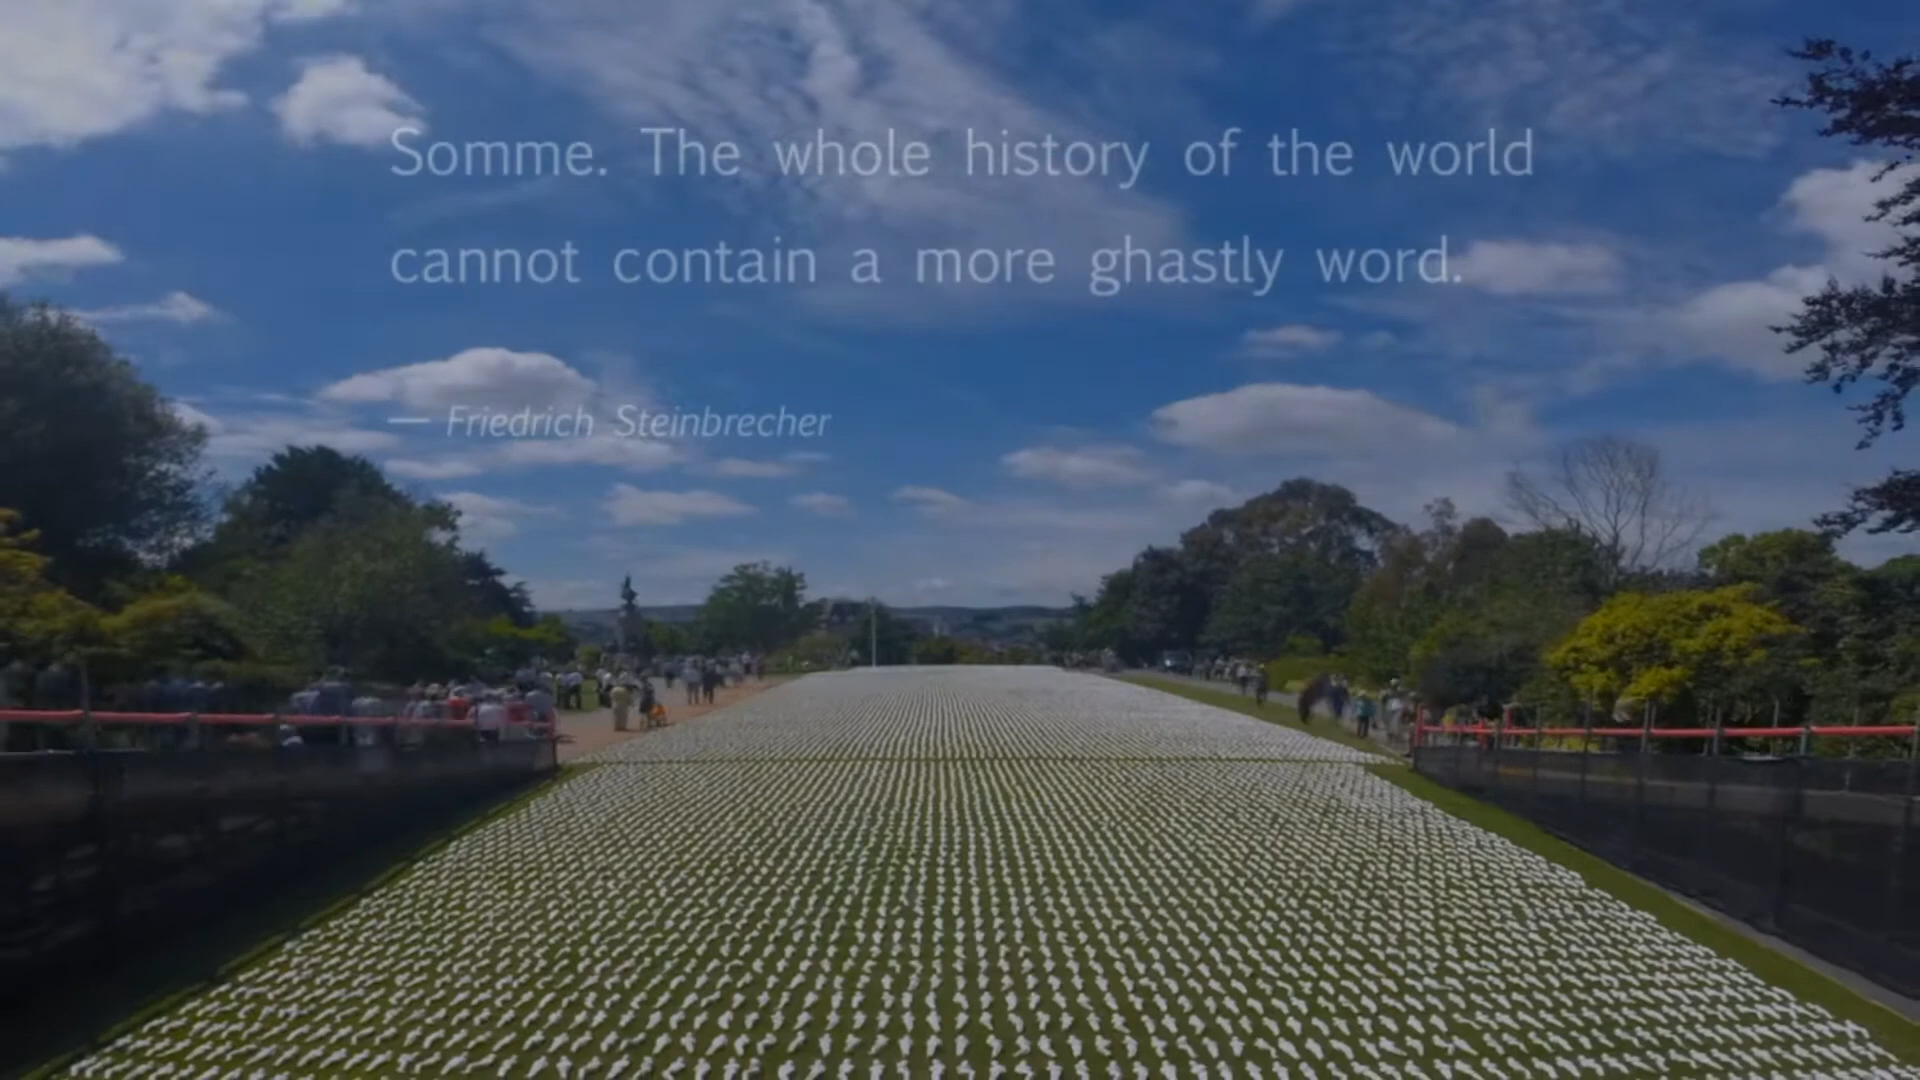 Somme. The whole history of the world
cannot contain a more ghastly word.
— Friedrich Steinbrecher